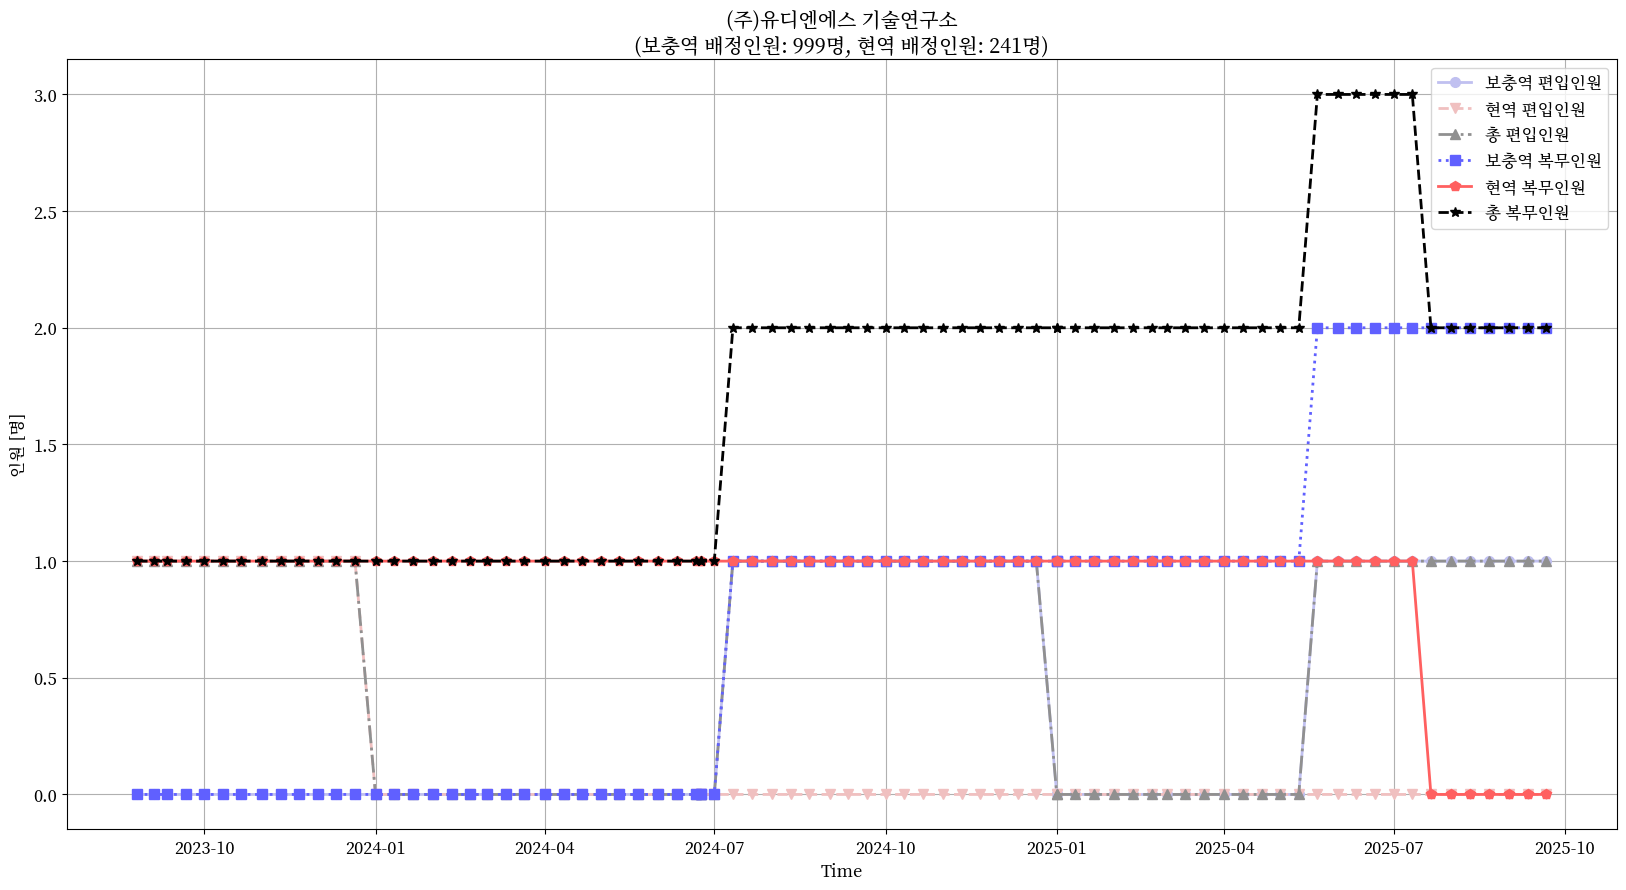 (주)유디엔에스 기술연구소
(보충역 배정인원: 999명, 현역 배정인원: 241명)
보충역 편입인원
현역 편입인원
총 편입인원
보충역 복무인원
현역 복무인원
총 복무인원
인원 [명]
3.0
2.5
2.0
1.5
1.0
0.5
0.0
2023-10
2024-01
2024-04
2024-07
2024-10
2025-01
2025-04
2025-07
2025-10
Time